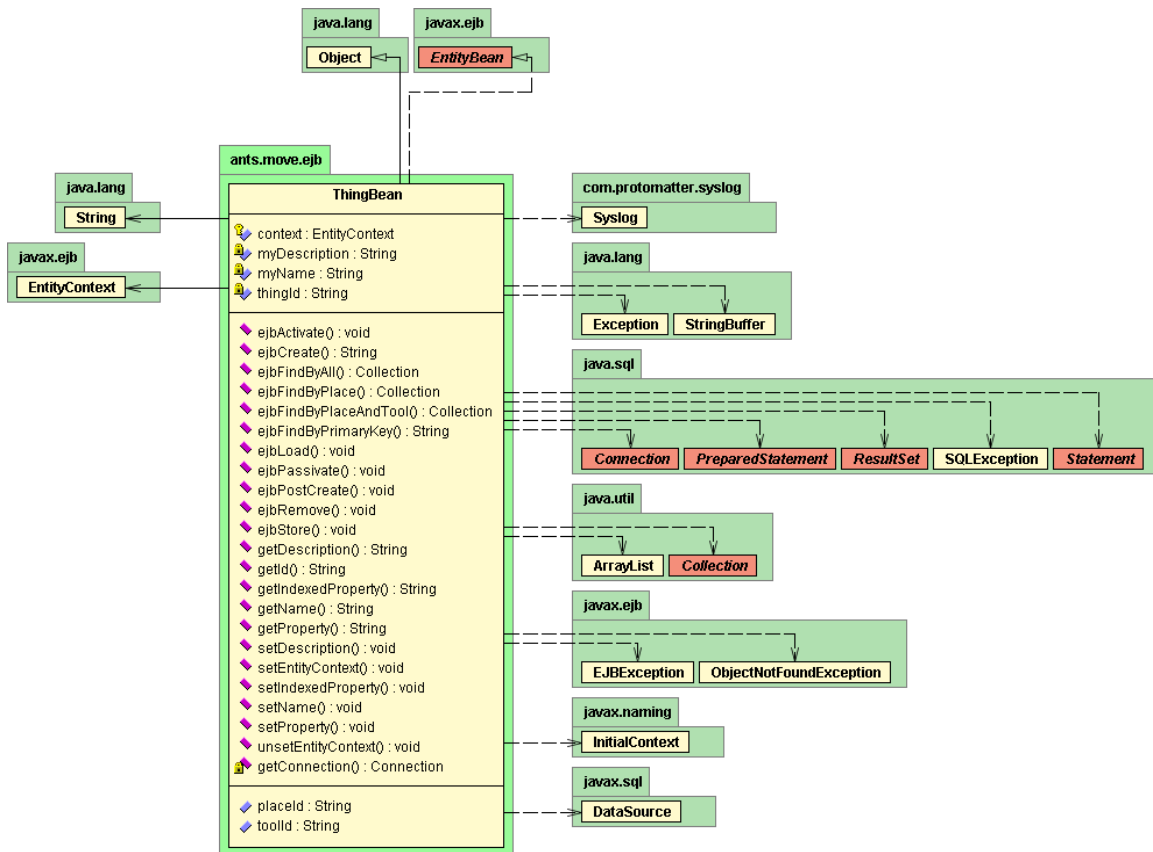 java.lang
Object
javax.ejb
EntityBean
java.lang
String
javax.ejb
EntityContext
ants.move.ejb
ThingBean
context : EntityContext
myDescription : String
myName : String
thingId : String
ejbActivate() : void
ejbCreate() : String
ejbFindByAll() : Collection
ejbFindByPlace() : Collection
ejbFindByPlaceAndTool() : Collection
ejbFindByPrimaryKey() : String
ejbLoad() : void
ejbPassivate() : void
ejbPostCreate() : void
ejbRemove() : void
ejbStore() : void
getDescription() : String
getId() : String
getIndexedProperty() : String
getName() : String
getProperty() : String
setDescription() : void
setEntityContext() : void
setIndexedProperty() : void
setName() : void
setProperty() : void
unsetEntityContext() : void
getConnection() : Connection
placeId : String
toolId : String
com.protomatter.syslog
Syslog
java.lang
Exception StringBuffer
java.sql
Connection PreparedStatement ResultSet SQLException Statement
java.util
ArrayList Collection
javax.ejb
EJBException ObjectNotFoundException
javax.naming
InitialContext
javax.sql
DataSource